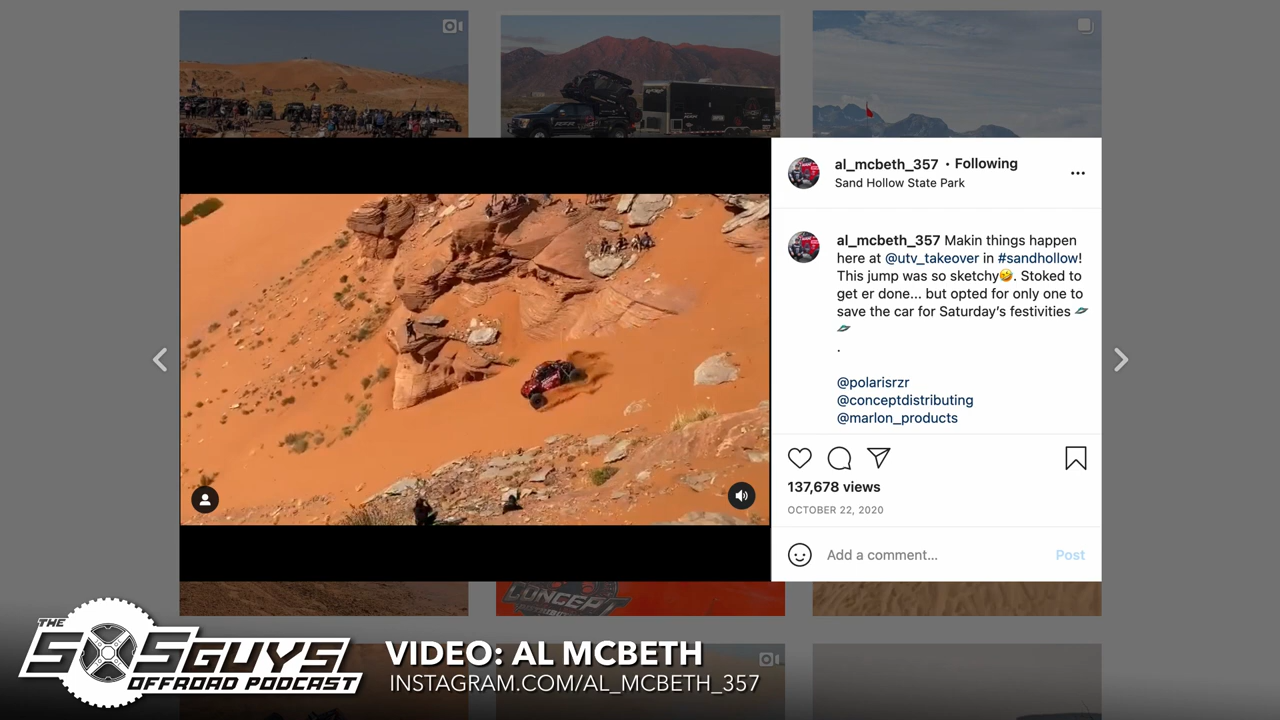 al_mcbeth_357 • Following
Sand Hollow State Park
al_mcbeth_357 Makin things happen
here at @utv_takeover in #sandhollow!
This jump was so sketchy🤣. Stoked to
get er done... but opted for only one to
save the car for Saturday's festivities
.
@polarisrzr
@conceptdistributing
@marlon_products
137,678 views
OCTOBER 22, 2020
Add a comment... Post
CONCEPT
THE
SXSGUYS
OFFROAD PODCAST
VIDEO: AL MCBETH
INSTAGRAM.COM/AL_MCBETH_357